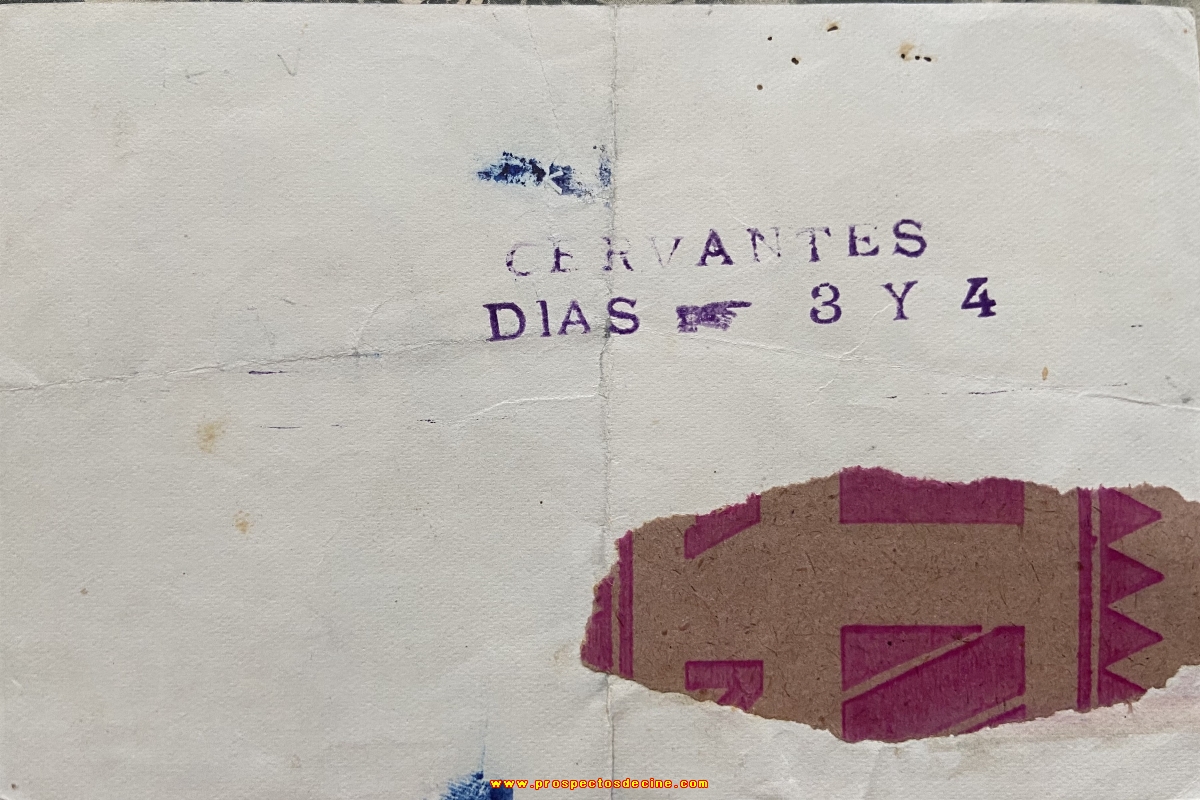 CERVANTES
DIAS ☛ 3 Y 4
www.prospectosdecine.com